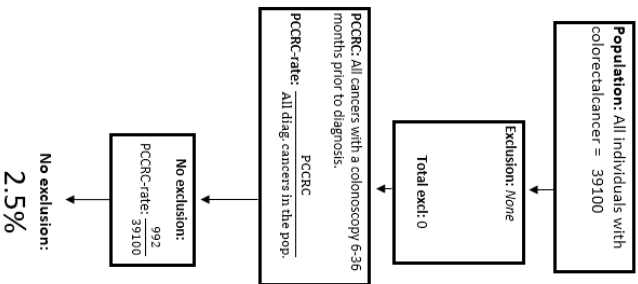 Population: All individuals with
colorectalcancer = 39100
Exclusion: None
Total excl: 0
PCCRC: All cancers with a colonoscopy 6-36
months prior to diagnosis.
PCCRC-rate: PCCRC
All diag. cancers in the pop.
No exclusion:
PCCRC-rate: 992
39100
No exclusion:
2.5%